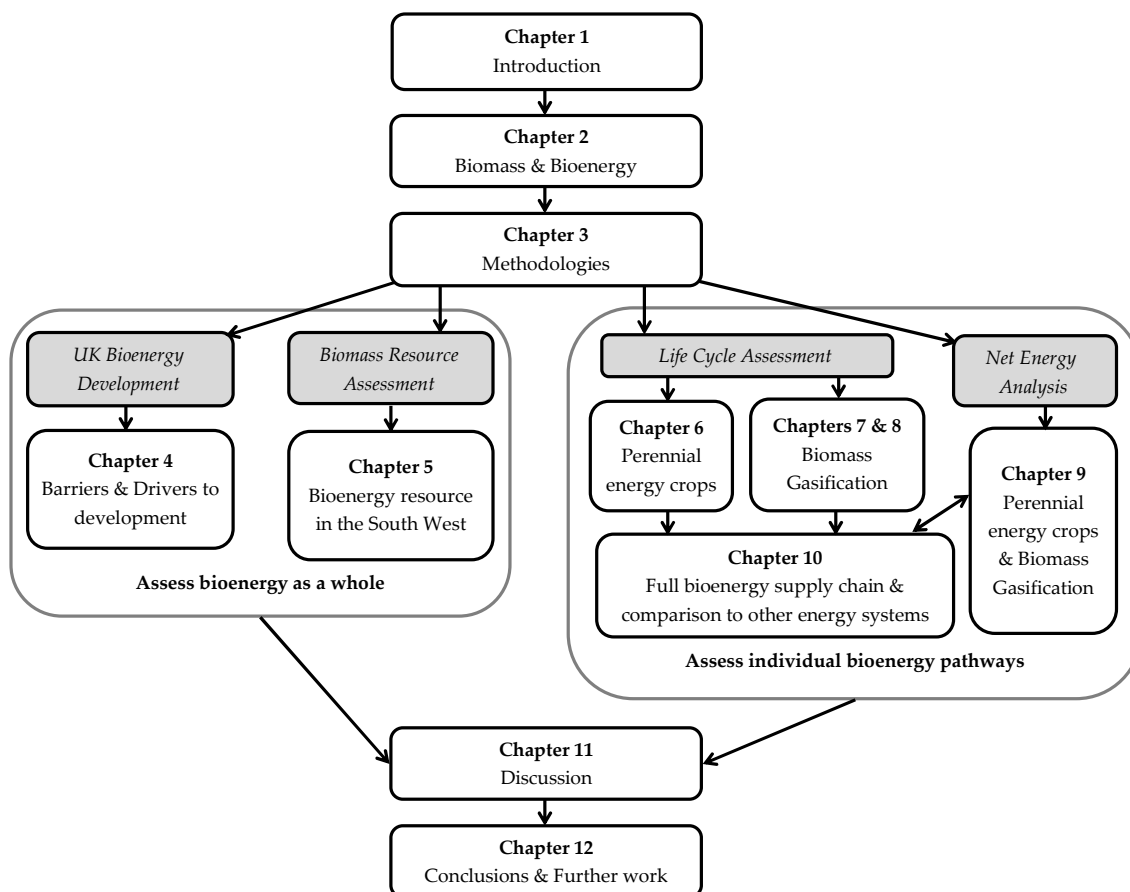 Chapter 1
Introduction
Chapter 2
Biomass & Bioenergy
Chapter 3
Methodologies
UK Bioenergy
Development
Biomass Resource
Assessment
Chapter 4
Barriers & Drivers to
development
Chapter 5
Bioenergy resource
in the South West
Assess bioenergy as a whole
Life Cycle Assessment
Net Energy
Analysis
Chapter 6
Perennial
energy crops
Chapters 7 & 8
Biomass
Gasification
Chapter 9
Perennial
energy crops
& Biomass
Gasification
Chapter 10
Full bioenergy supply chain &
comparison to other energy systems
Assess individual bioenergy pathways
Chapter 11
Discussion
Chapter 12
Conclusions & Further work